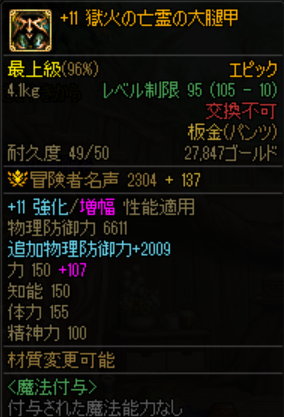 +11 獄火の亡霊の大腿甲
最上級(96%) エピック
4.1kg レベル制限 95 (105 - 10)
交換不可
板金(パンツ)
耐久度 49/50 27,847ゴールド
冒険者名声 2304 + 137
+11 強化/増幅 性能適用
物理防御力 6611
追加物理防御力+2009
力 150 +107
知能 150
体力 155
精神力 100
材質変更可能
<魔法付与>
付与された魔法能力なし